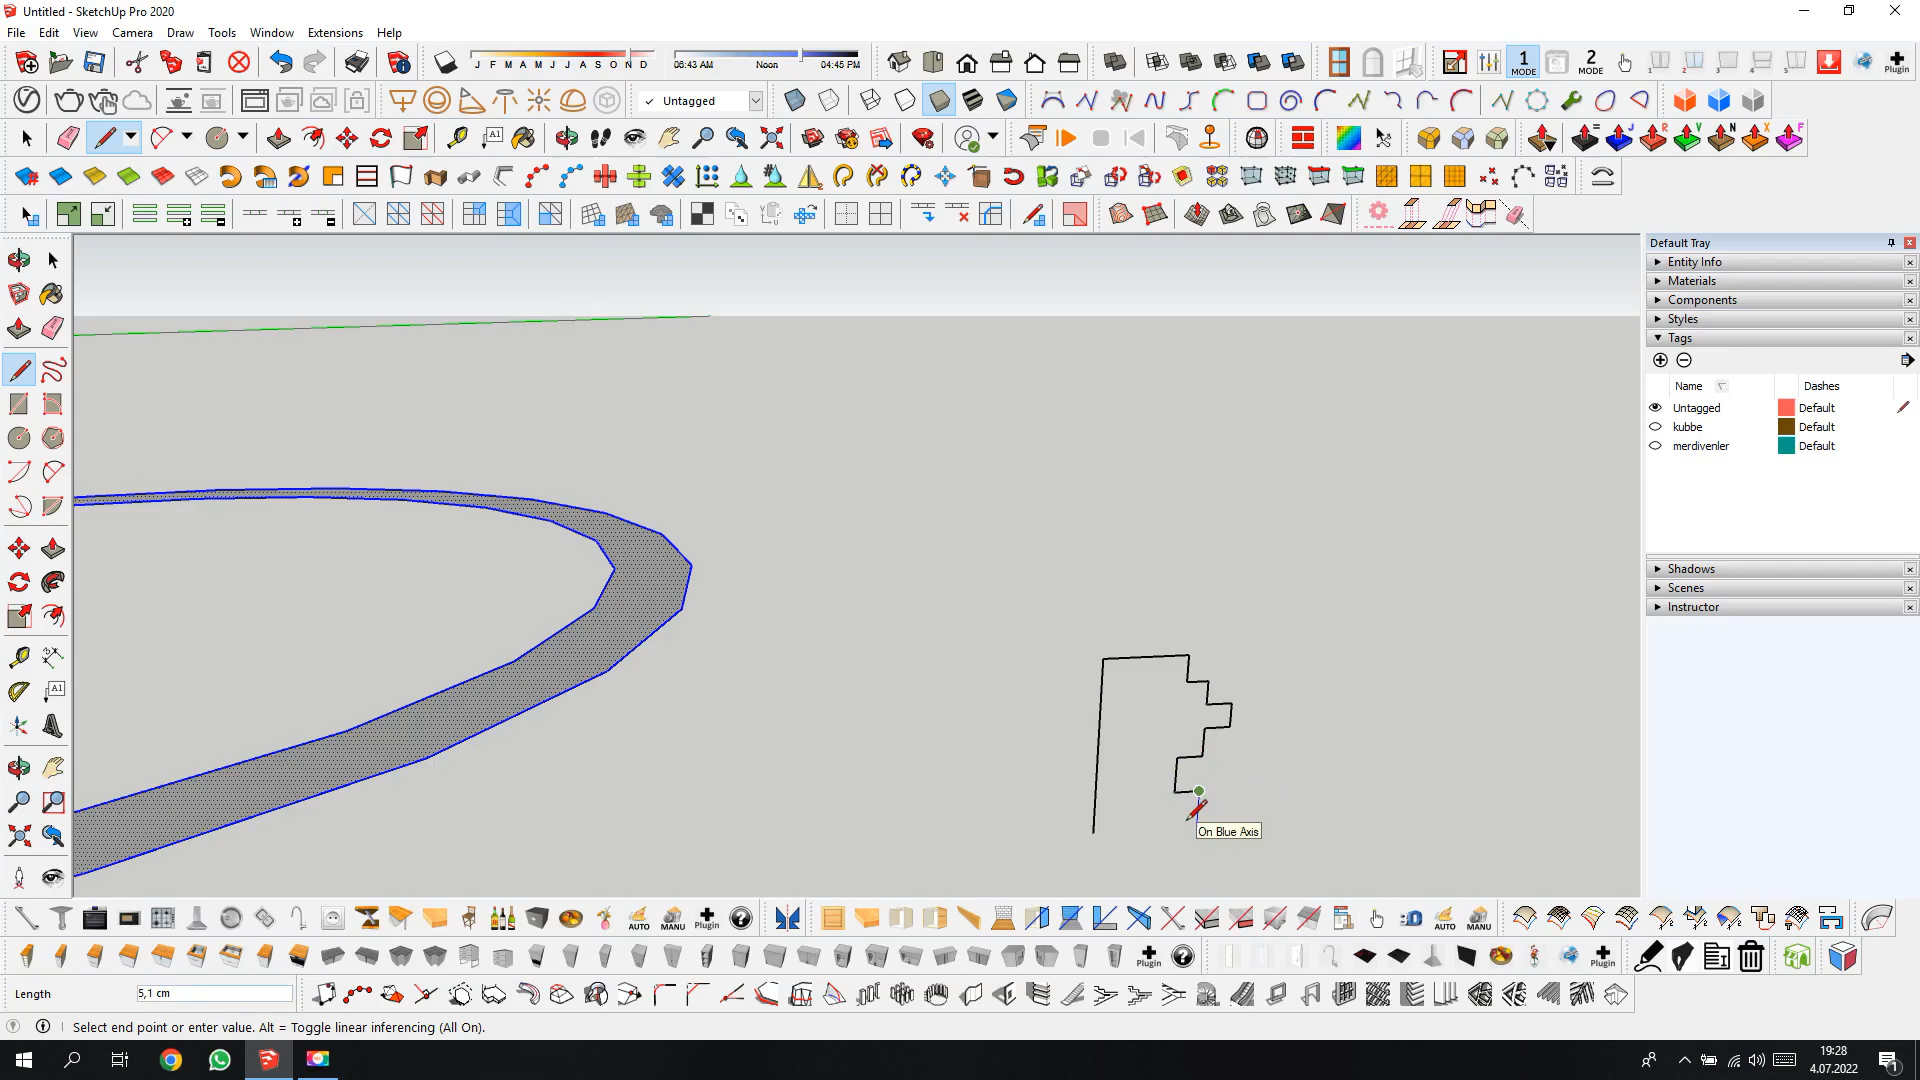 Untitled - SketchUp Pro 2020
File Edit View Camera Draw Tools Window Extensions Help
J F M A M J J A S O N D
06:43 AM Noon 04:45 PM
1 MODE
2 MODE
Plugin
Untagged
A1
= J R V N X F
Default Tray
Entity Info
Materials
Components
Styles
Tags
Name Dashes
Untagged Default
kubbe Default
merdivenler Default
Shadows
Scenes
Instructor
A1
On Blue Axis
AUTO MANU Plugin
3D AUTO MANU
Plugin
Plugin
Length 5,1 cm
Select end point or enter value. Alt = Toggle linear inferencing (All On).
19:28
4.07.2022
1